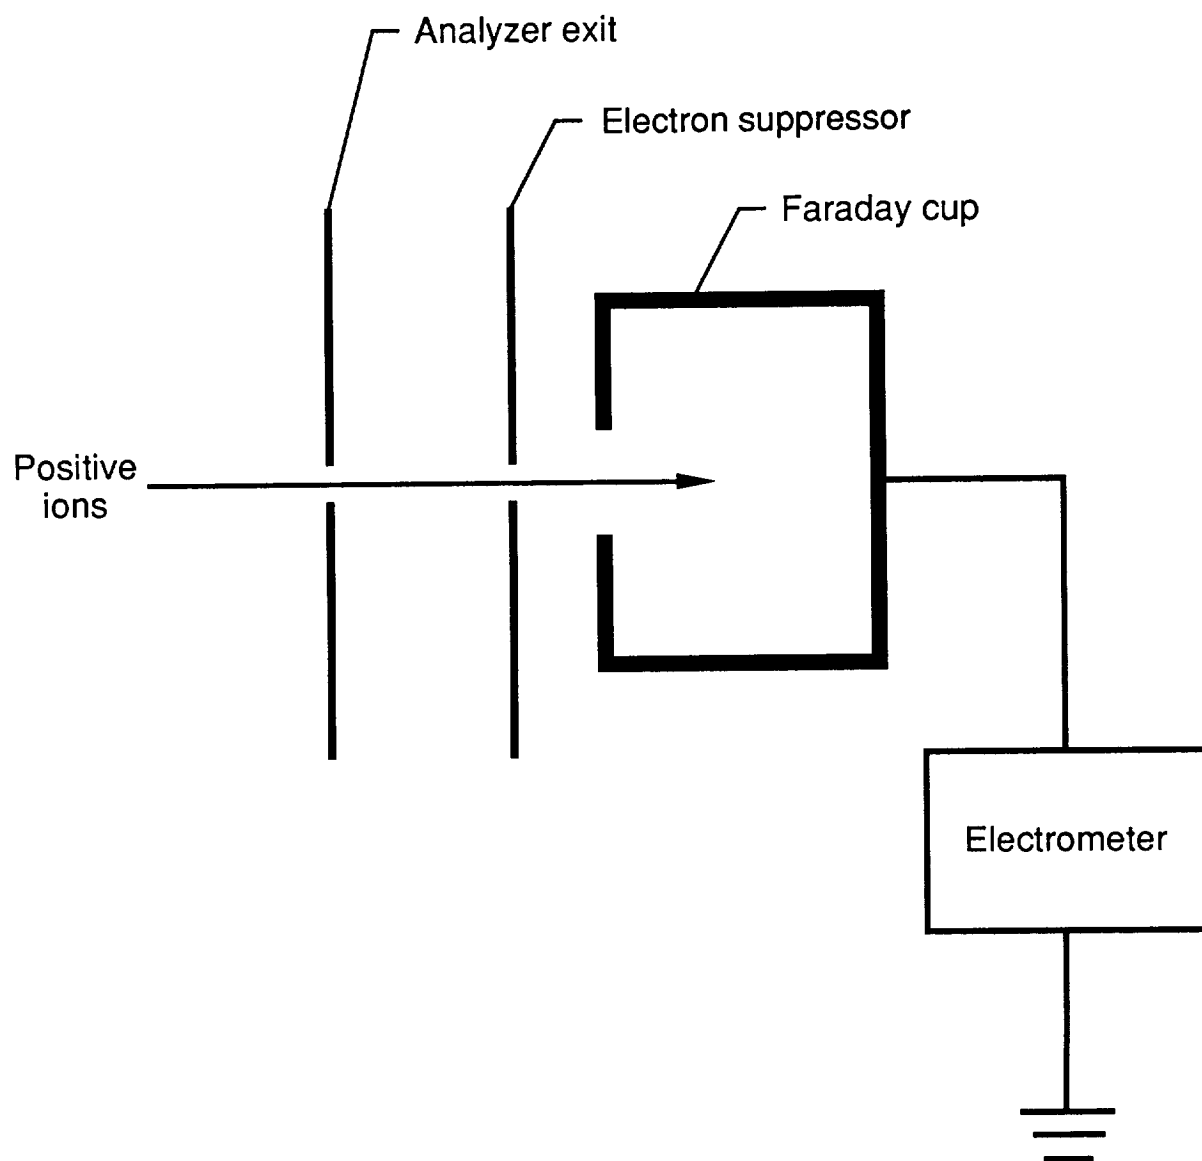 Analyzer exit
Electron suppressor
Faraday cup
Positive
ions
Electrometer